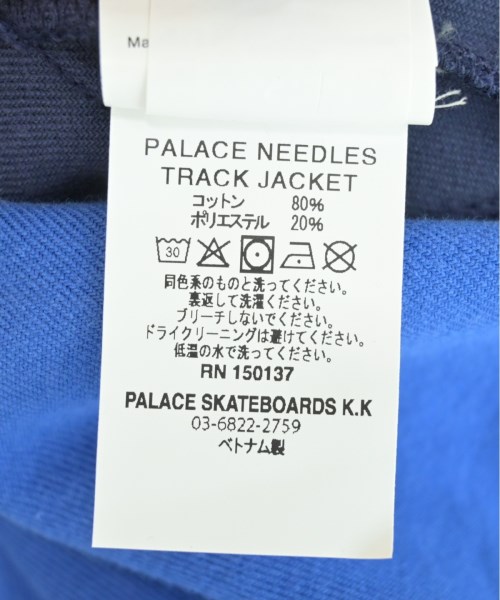 Ma
PALACE NEEDLES
TRACK JACKET
コットン 80%
ポリエステル 20%
30
同色系のものと洗ってください。
裏返して洗濯ください。
ブリーチしないでください。
ドライクリーニングは避けてください。
低温の水で洗ってください。
RN 150137
PALACE SKATEBOARDS K.K
03-6822-2759
ベトナム製